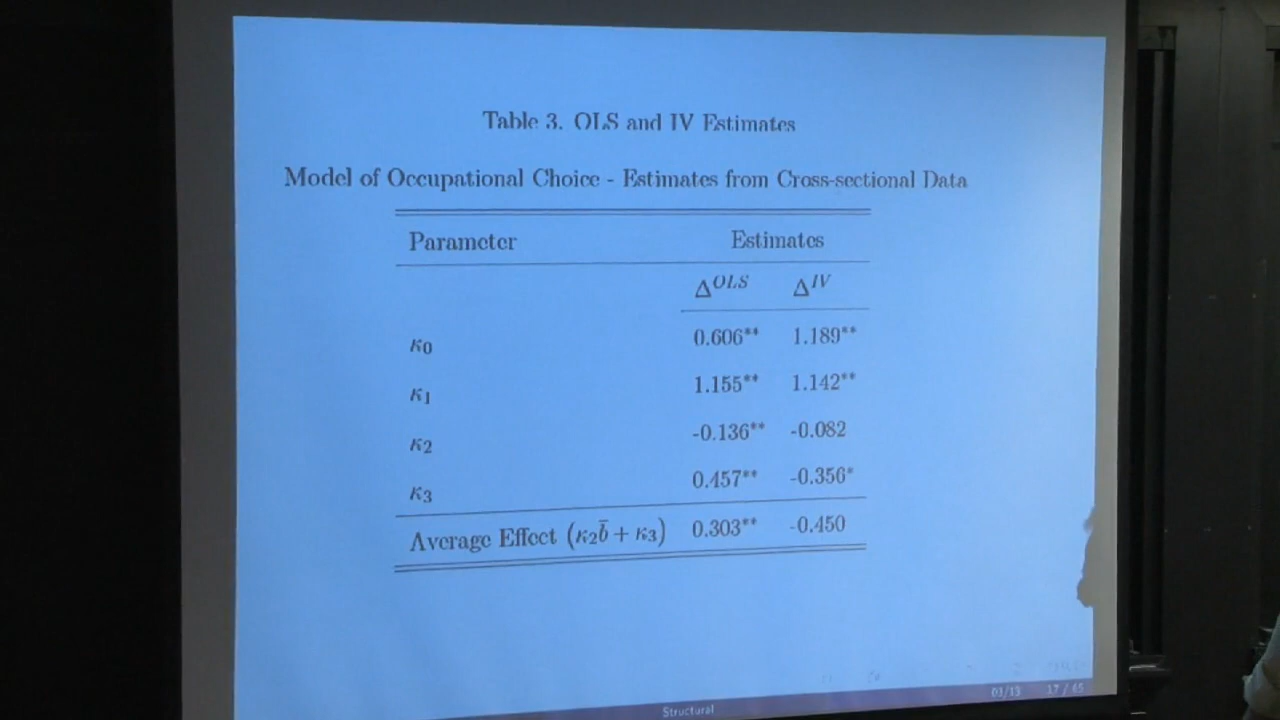 Table 3. OLS and IV Estimates
Model of Occupational Choice - Estimates from Cross-sectional Data
Parameter Estimates
Δ^OLS Δ^IV
κ0 0.606** 1.189**
κ1 1.155** 1.142**
κ2 -0.136** -0.082
κ3 0.457** -0.356*
Average Effect (κ2b̄ + κ3) 0.303** -0.450
03/13 17 / 65
Structural